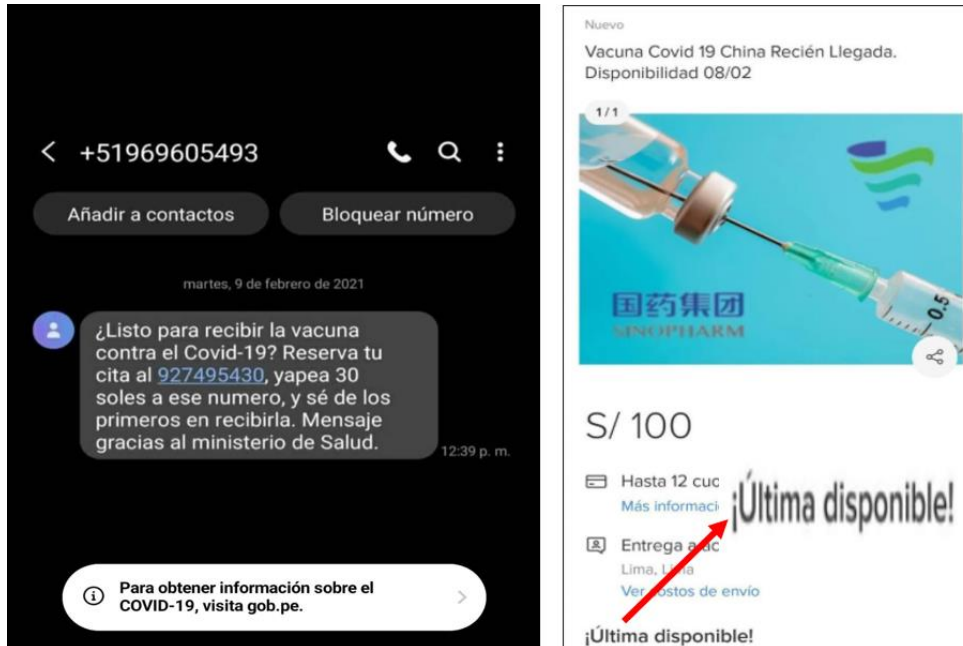 +51969605493
Añadir a contactos
Bloquear número
martes, 9 de febrero de 2021
¿Listo para recibir la vacuna
contra el Covid-19? Reserva tu
cita al 927495430, yapea 30
soles a ese numero, y sé de los
primeros en recibirla. Mensaje
gracias al ministerio de Salud.
12:39 p. m.
Para obtener información sobre el
COVID-19, visita gob.pe.
Nuevo
Vacuna Covid 19 China Recién Llegada.
Disponibilidad 08/02
1/1
国药集团
SINOPHARM
0.5
S/ 100
Hasta 12 cuo
Más informaci
¡Última disponible!
Entrega a
Lima, Lima
Ver costos de envío
¡Última disponible!